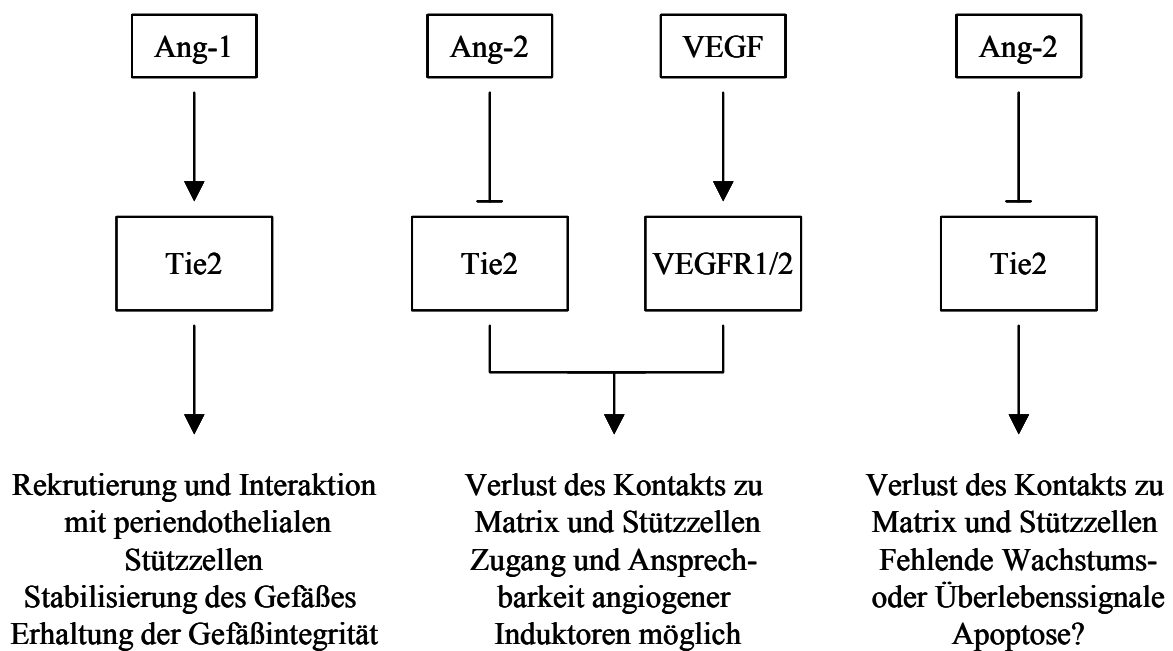 Ang-1
Ang-2
VEGF
Ang-2
Tie2
Tie2
VEGFR1/2
Tie2
Rekrutierung und Interaktion
mit periendothelialen
Stützzellen
Stabilisierung des Gefäßes
Erhaltung der Gefäßintegrität
Verlust des Kontakts zu
Matrix und Stützzellen
Zugang und Ansprech-
barkeit angiogener
Induktoren möglich
Verlust des Kontakts zu
Matrix und Stützzellen
Fehlende Wachstums-
oder Überlebenssignale
Apoptose?